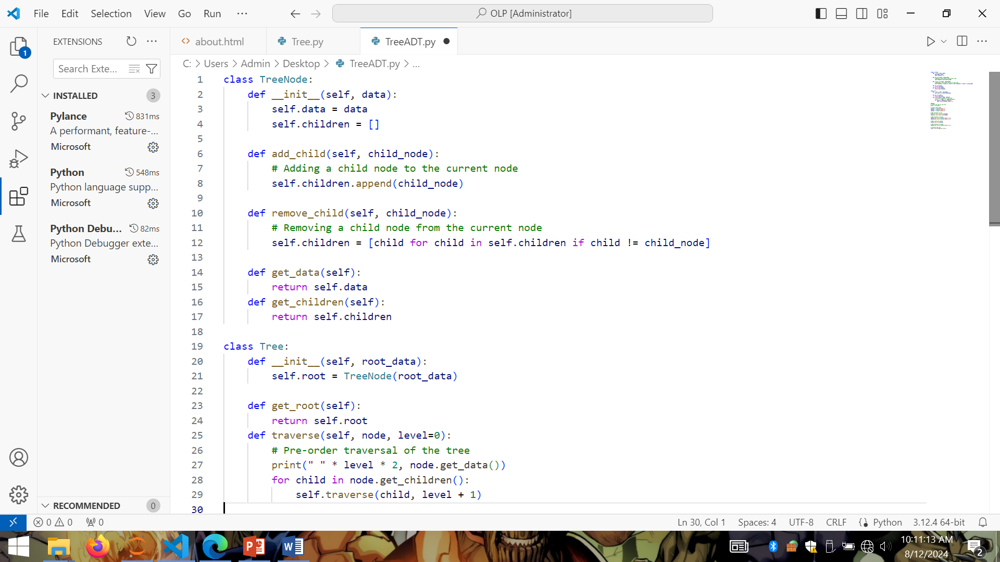 File Edit Selection View Go Run ···
OLP [Administrator]
1
EXTENSIONS
Search Exte...
INSTALLED 3
Pylance 831ms
A performant, feature-...
Microsoft
Python 548ms
Python language supp...
Microsoft
Python Debu... 82ms
Python Debugger exte...
Microsoft
RECOMMENDED 0
about.html Tree.py TreeADT.py
C: > Users > Admin > Desktop > TreeADT.py > ...
1 class TreeNode:
2     def __init__(self, data):
3         self.data = data
4         self.children = []
5
6     def add_child(self, child_node):
7         # Adding a child node to the current node
8         self.children.append(child_node)
9
10     def remove_child(self, child_node):
11         # Removing a child node from the current node
12         self.children = [child for child in self.children if child != child_node]
13
14     def get_data(self):
15         return self.data
16     def get_children(self):
17         return self.children
18
19 class Tree:
20     def __init__(self, root_data):
21         self.root = TreeNode(root_data)
22
23     def get_root(self):
24         return self.root
25     def traverse(self, node, level=0):
26         # Pre-order traversal of the tree
27         print(" " * level * 2, node.get_data())
28         for child in node.get_children():
29             self.traverse(child, level + 1)
30
0 0 0 Ln 30, Col 1 Spaces: 4 UTF-8 CRLF Python 3.12.4 64-bit
10:11:13 AM
8/12/2024
2